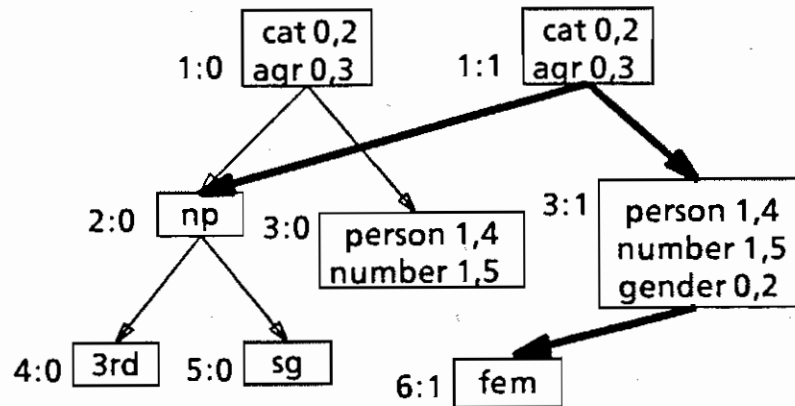 cat 0,2
agr 0,3
1:0
cat 0,2
agr 0,3
1:1
2:0
np
3:0
person 1,4
number 1,5
3:1
person 1,4
number 1,5
gender 0,2
4:0
3rd
5:0
sg
6:1
fem